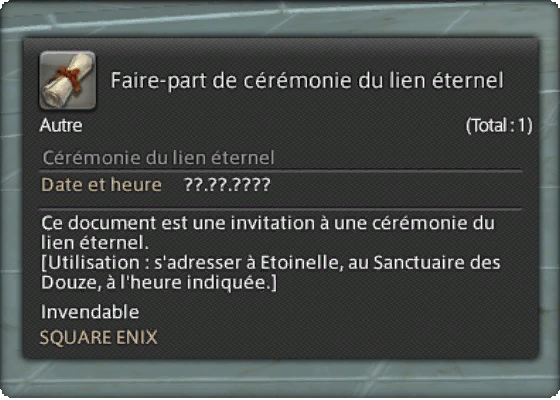 Faire-part de cérémonie du lien éternel
Autre (Total : 1)
Cérémonie du lien éternel
Date et heure ??.??.????
Ce document est une invitation à une cérémonie du
lien éternel.
[Utilisation : s'adresser à Etoinelle, au Sanctuaire des
Douze, à l'heure indiquée.]
Invendable
SQUARE ENIX